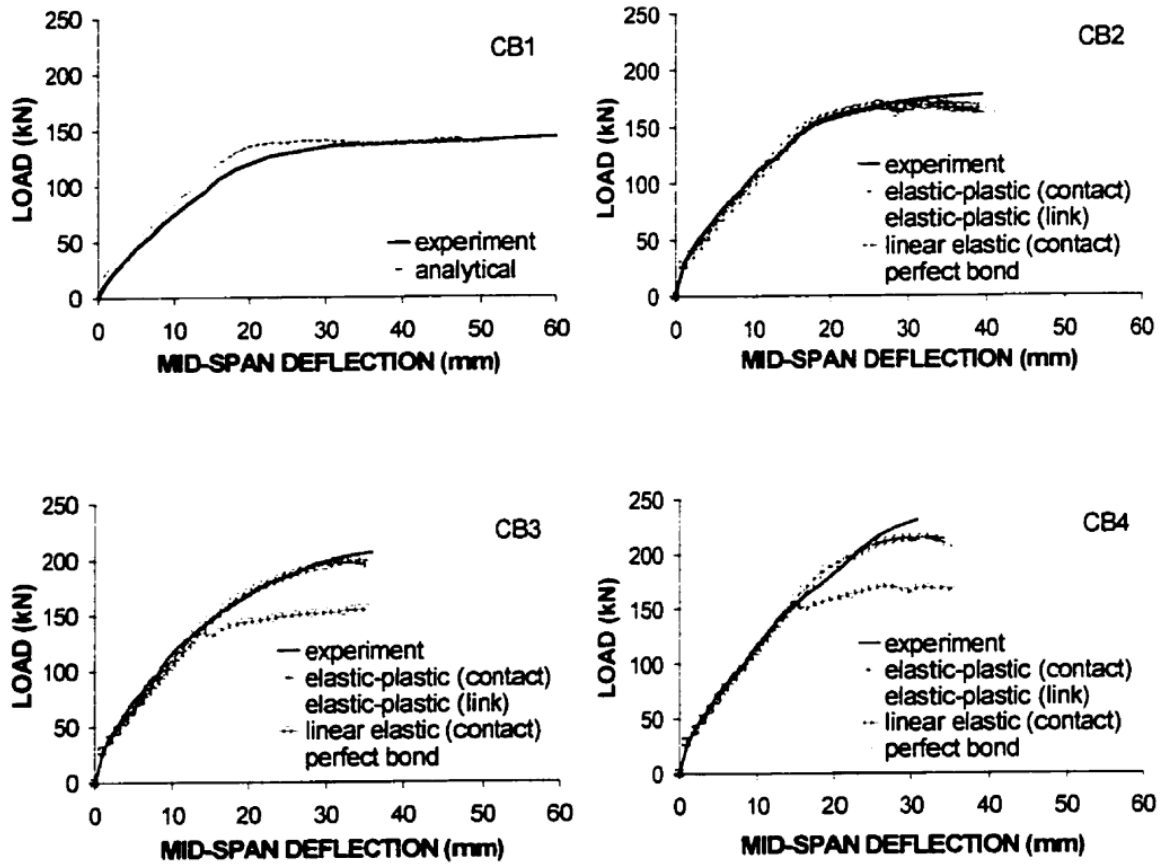 CB1
250
200
150
100
50
0
LOAD (kN)
experiment
analytical
0 10 20 30 40 50 60
MID-SPAN DEFLECTION (mm)
CB2
250
200
150
100
50
0
LOAD (kN)
experiment
elastic-plastic (contact)
elastic-plastic (link)
linear elastic (contact)
perfect bond
0 10 20 30 40 50 60
MID-SPAN DEFLECTION (mm)
CB3
250
200
150
100
50
0
LOAD (kN)
experiment
elastic-plastic (contact)
elastic-plastic (link)
linear elastic (contact)
perfect bond
0 10 20 30 40 50 60
MID-SPAN DEFLECTION (mm)
CB4
250
200
150
100
50
0
LOAD (kN)
experiment
elastic-plastic (contact)
elastic-plastic (link)
linear elastic (contact)
perfect bond
0 10 20 30 40 50 60
MID-SPAN DEFLECTION (mm)